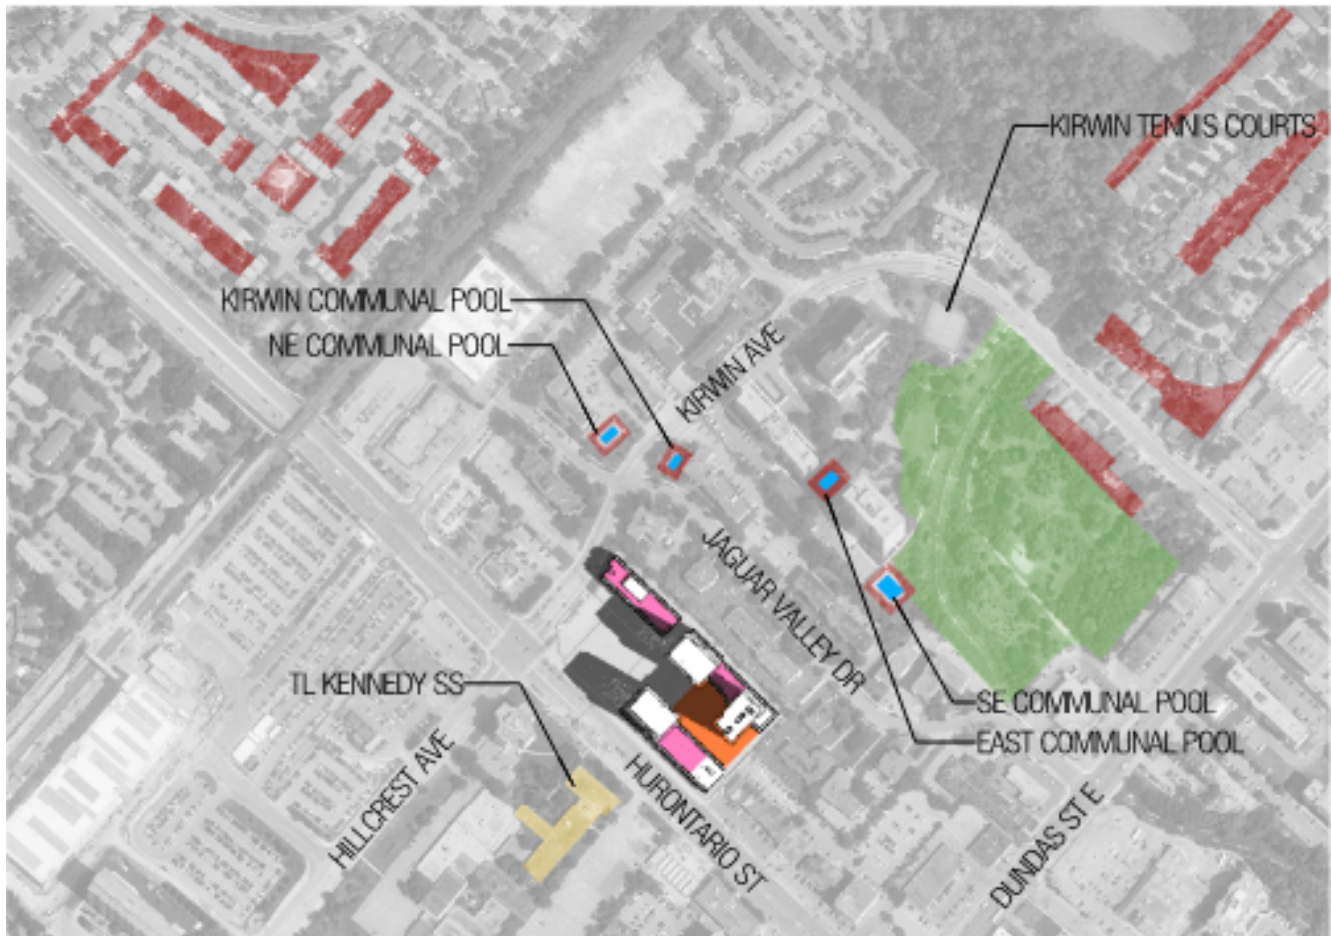 KIRWIN TENNIS COURTS
KIRWIN COMMUNAL POOL
NE COMMUNAL POOL
KIRWIN AVE
JAGUAR VALLEY DR
TL KENNEDY SS
SE COMMUNAL POOL
EAST COMMUNAL POOL
HILLCREST AVE
HURONTARIO ST
DUNDAS ST E